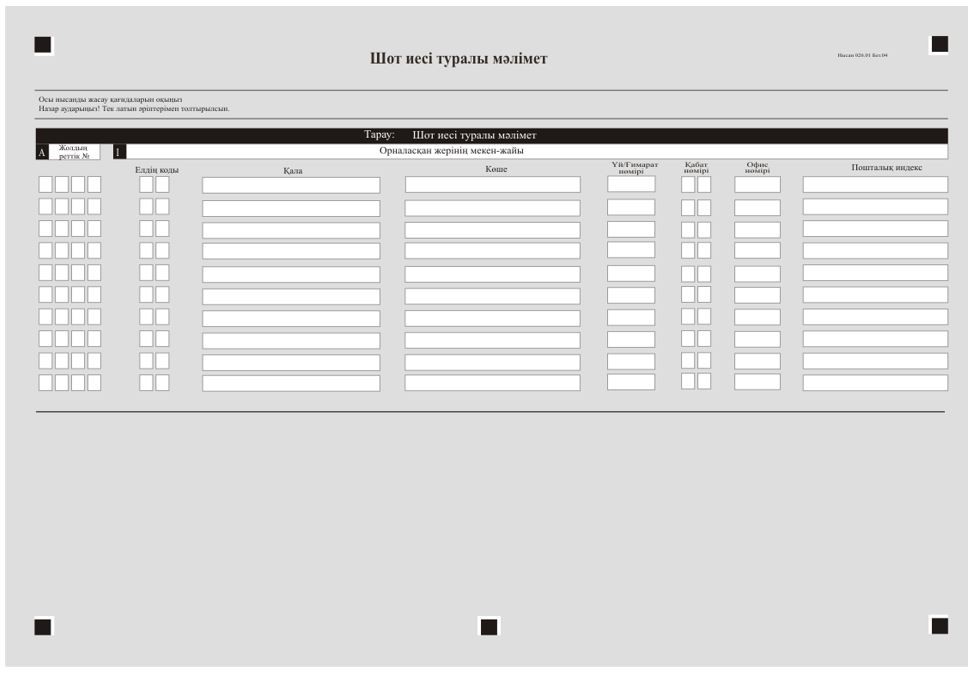 Шот иесі туралы мәлімет
Нысан 026.01 Бет.04
Осы нысанды жасау қағидаларын оқыңыз
Назар аударыңыз! Тек латын әріптерімен толтырылсын.
Тарау: Шот иесі туралы мәлімет
A Жолдың реттік № I Орналасқан жерінің мекен-жайы
Елдің коды Қала Көше Үй/Ғимарат нөмірі Қабат нөмірі Офис нөмірі Пошталық индекс